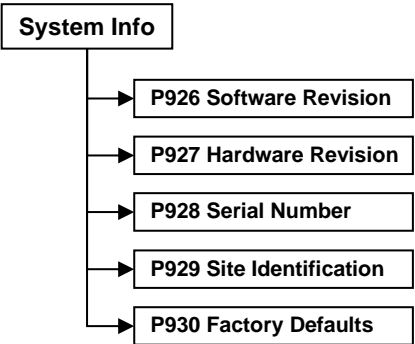 System Info
P926 Software Revision
P927 Hardware Revision
P928 Serial Number
P929 Site Identification
P930 Factory Defaults